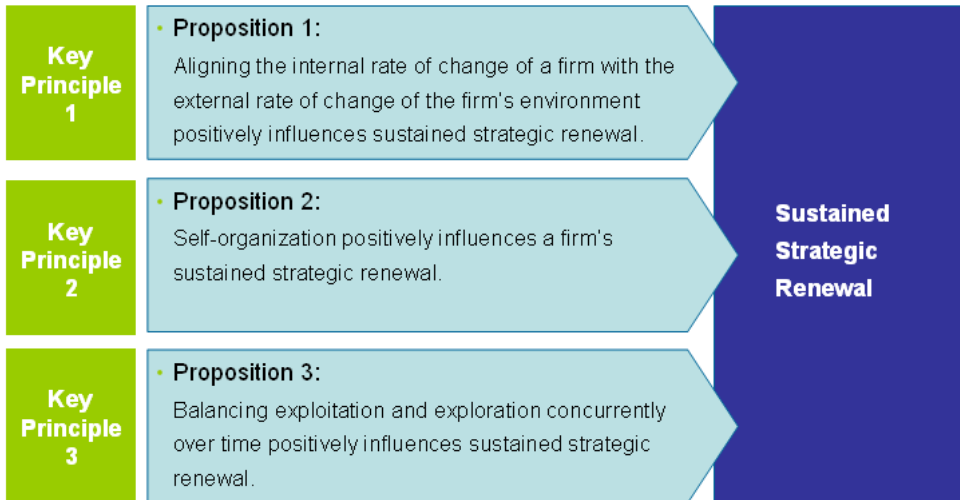 Key
Principle
1
• Proposition 1:
Aligning the internal rate of change of a firm with the
external rate of change of the firm's environment
positively influences sustained strategic renewal.
Key
Principle
2
• Proposition 2:
Self-organization positively influences a firm's
sustained strategic renewal.
Key
Principle
3
• Proposition 3:
Balancing exploitation and exploration concurrently
over time positively influences sustained strategic
renewal.
Sustained
Strategic
Renewal